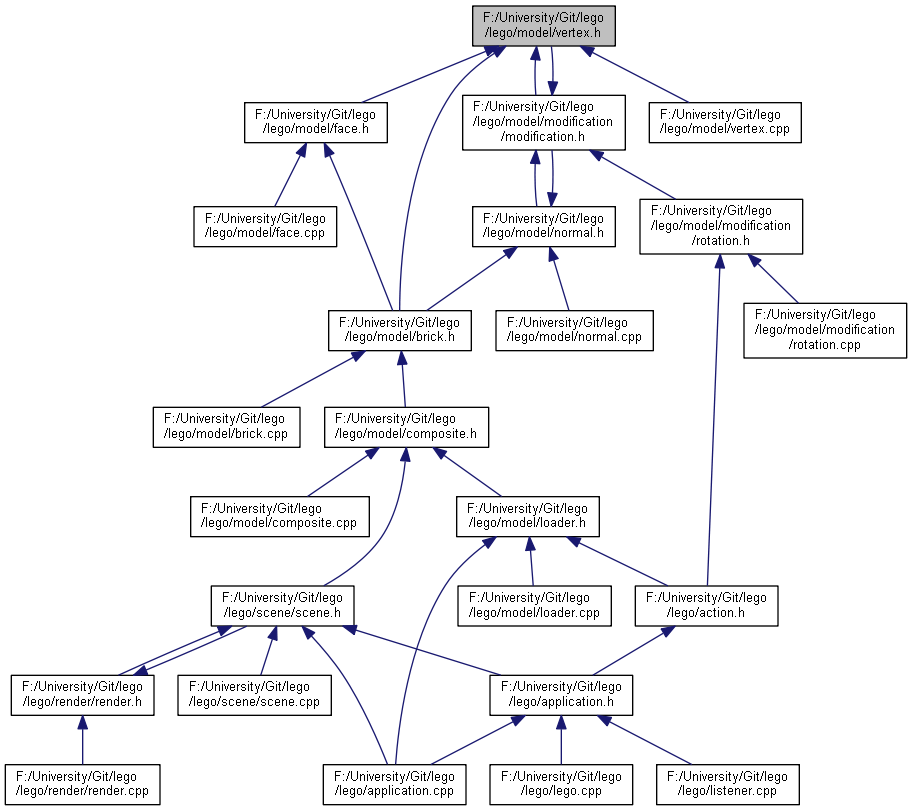 F:/University/Git/lego
/lego/model/vertex.h
F:/University/Git/lego
/lego/model/face.h
F:/University/Git/lego
/lego/model/modification
/modification.h
F:/University/Git/lego
/lego/model/vertex.cpp
F:/University/Git/lego
/lego/model/face.cpp
F:/University/Git/lego
/lego/model/normal.h
F:/University/Git/lego
/lego/model/modification
/rotation.h
F:/University/Git/lego
/lego/model/brick.h
F:/University/Git/lego
/lego/model/normal.cpp
F:/University/Git/lego
/lego/model/modification
/rotation.cpp
F:/University/Git/lego
/lego/model/brick.cpp
F:/University/Git/lego
/lego/model/composite.h
F:/University/Git/lego
/lego/model/composite.cpp
F:/University/Git/lego
/lego/model/loader.h
F:/University/Git/lego
/lego/scene/scene.h
F:/University/Git/lego
/lego/model/loader.cpp
F:/University/Git/lego
/lego/action.h
F:/University/Git/lego
/lego/render/render.h
F:/University/Git/lego
/lego/scene/scene.cpp
F:/University/Git/lego
/lego/application.h
F:/University/Git/lego
/lego/render/render.cpp
F:/University/Git/lego
/lego/application.cpp
F:/University/Git/lego
/lego/lego.cpp
F:/University/Git/lego
/lego/listener.cpp